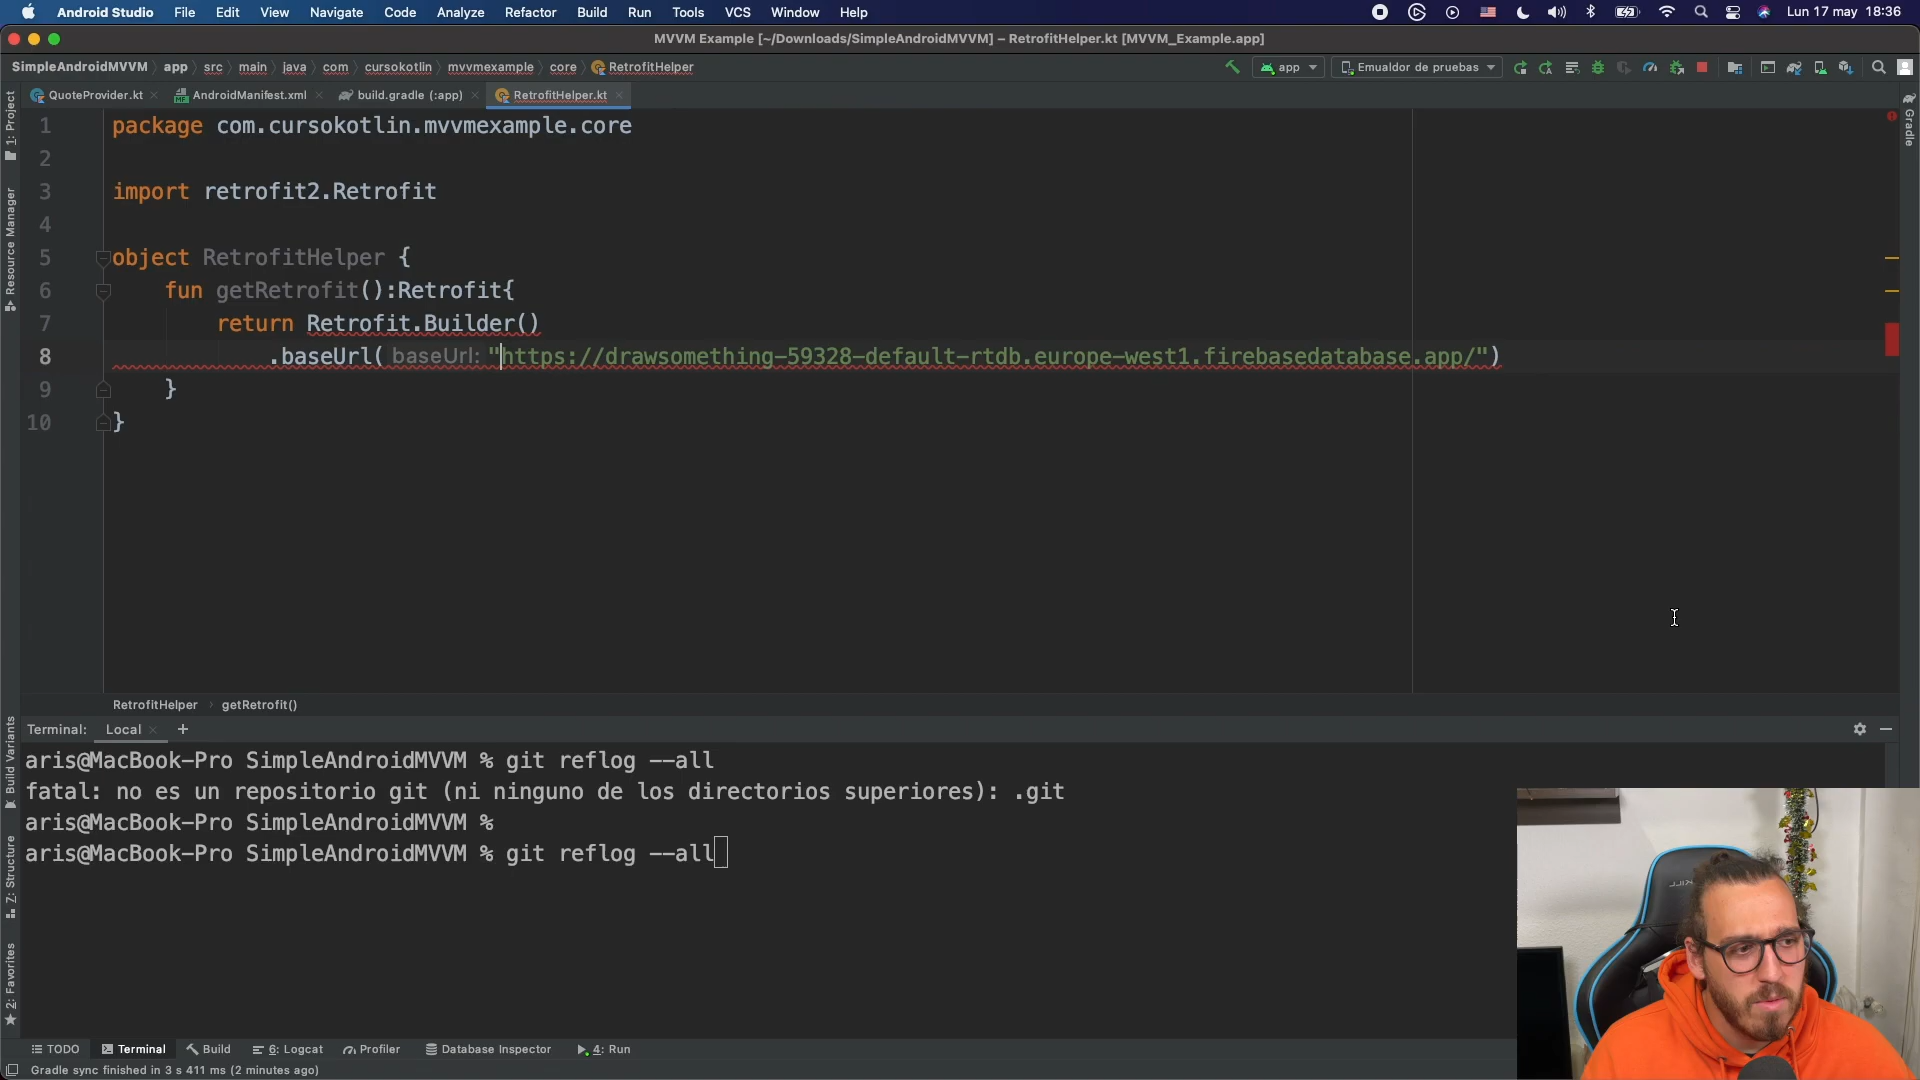 Android Studio File Edit View Navigate Code Analyze Refactor Build Run Tools VCS Window Help Lun 17 may 18:36
MVVM Example [~/Downloads/SimpleAndroidMVVM] – RetrofitHelper.kt [MVVM_Example.app]
SimpleAndroidMVVM app src main java com cursokotlin mvvmexample core RetrofitHelper app Emualdor de pruebas
QuoteProvider.kt AndroidManifest.xml build.gradle (:app) RetrofitHelper.kt
1: Project
Resource Manager
Gradle
1 package com.cursokotlin.mvvmexample.core
2
3 import retrofit2.Retrofit
4
5 object RetrofitHelper {
6 fun getRetrofit():Retrofit{
7 return Retrofit.Builder()
8 .baseUrl( baseUrl: "https://drawsomething-59328-default-rtdb.europe-west1.firebasedatabase.app/")
9 }
10 }
RetrofitHelper › getRetrofit()
Build Variants
Z: Structure
2: Favorites
Terminal: Local +
aris@MacBook-Pro SimpleAndroidMVVM % git reflog --all
fatal: no es un repositorio git (ni ninguno de los directorios superiores): .git
aris@MacBook-Pro SimpleAndroidMVVM %
aris@MacBook-Pro SimpleAndroidMVVM % git reflog --all
TODO Terminal Build 6: Logcat Profiler Database Inspector 4: Run
Gradle sync finished in 3 s 411 ms (2 minutes ago)